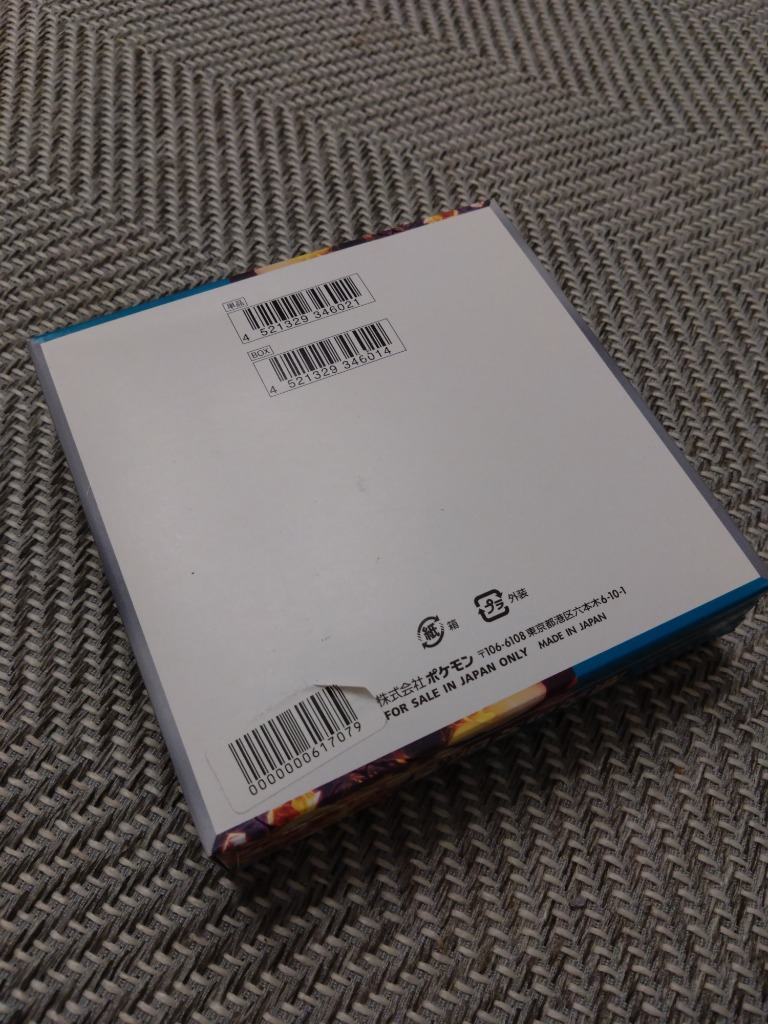 単品
4 521329 346021
BOX
4 521329 346014
紙 箱
プラ 外装
株式会社ポケモン 〒106-6108 東京都港区六本木6-10-1
FOR SALE IN JAPAN ONLY MADE IN JAPAN
0000000617079